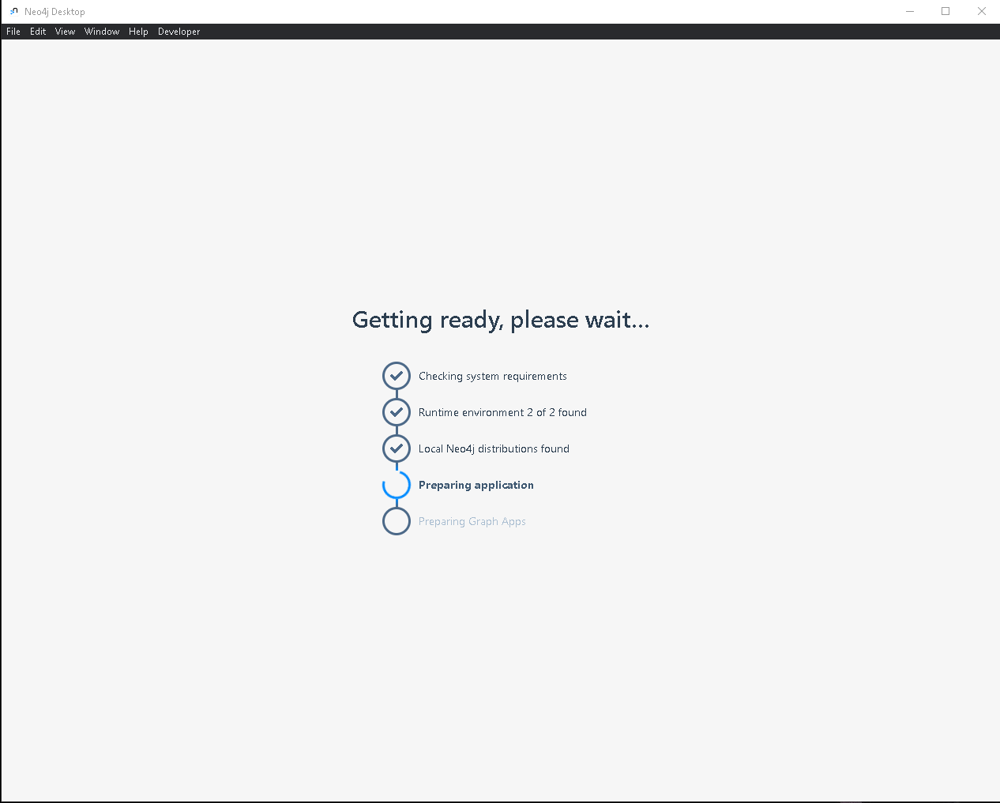 Neo4j Desktop
File Edit View Window Help Developer
Getting ready, please wait...
Checking system requirements
Runtime environment 2 of 2 found
Local Neo4j distributions found
Preparing application
Preparing Graph Apps